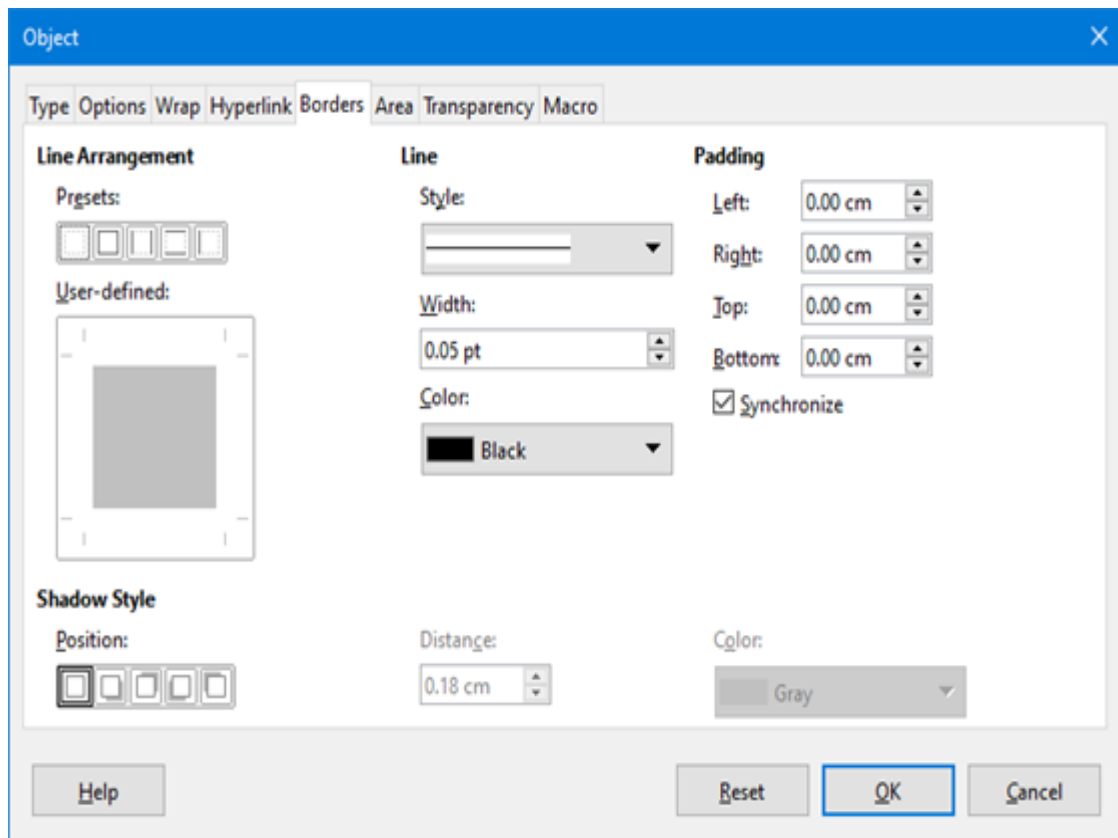 Object
Type Options Wrap Hyperlink Borders Area Transparency Macro
Line Arrangement
Presets:
User-defined:
Line
Style:
Width:
0.05 pt
Color:
Black
Padding
Left: 0.00 cm
Right: 0.00 cm
Top: 0.00 cm
Bottom: 0.00 cm
Synchronize
Shadow Style
Position:
Distance:
0.18 cm
Color:
Gray
Help Reset OK Cancel